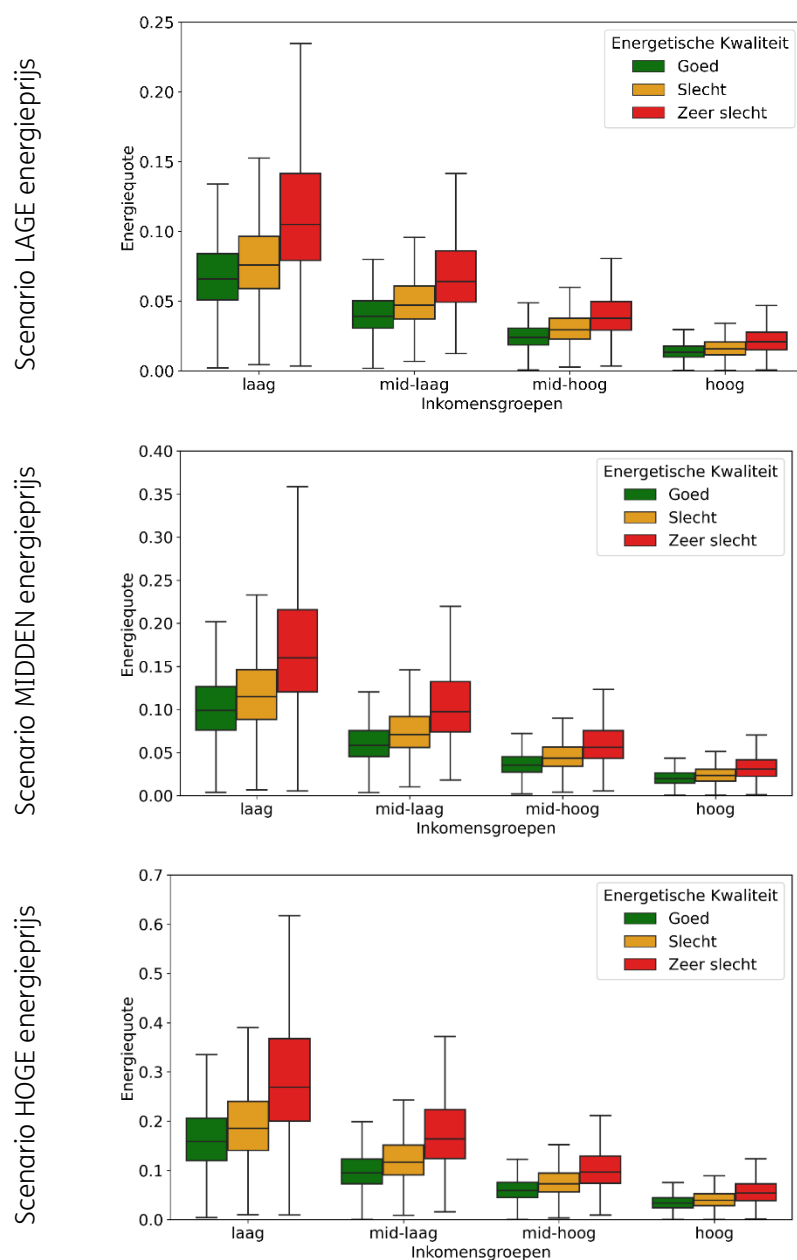 Scenario LAGE energieprijs
Energiequote
0.25
0.20
0.15
0.10
0.05
0.00
Energetische Kwaliteit
Goed
Slecht
Zeer slecht
laag mid-laag mid-hoog hoog
Inkomensgroepen
Scenario MIDDEN energieprijs
Energiequote
0.40
0.35
0.30
0.25
0.20
0.15
0.10
0.05
0.00
Energetische Kwaliteit
Goed
Slecht
Zeer slecht
laag mid-laag mid-hoog hoog
Inkomensgroepen
Scenario HOGE energieprijs
Energiequote
0.7
0.6
0.5
0.4
0.3
0.2
0.1
0.0
Energetische Kwaliteit
Goed
Slecht
Zeer slecht
laag mid-laag mid-hoog hoog
Inkomensgroepen